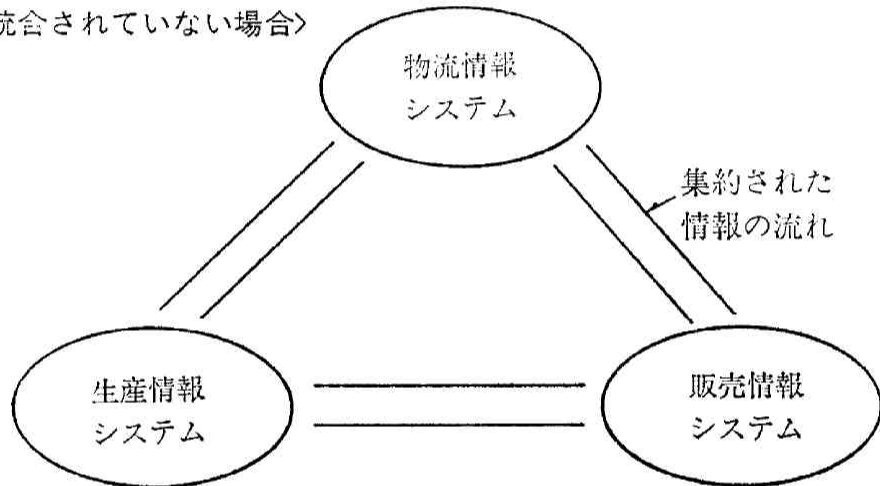 統合されていない場合>
物流情報
システム
集約された
情報の流れ
生産情報
システム
販売情報
システム